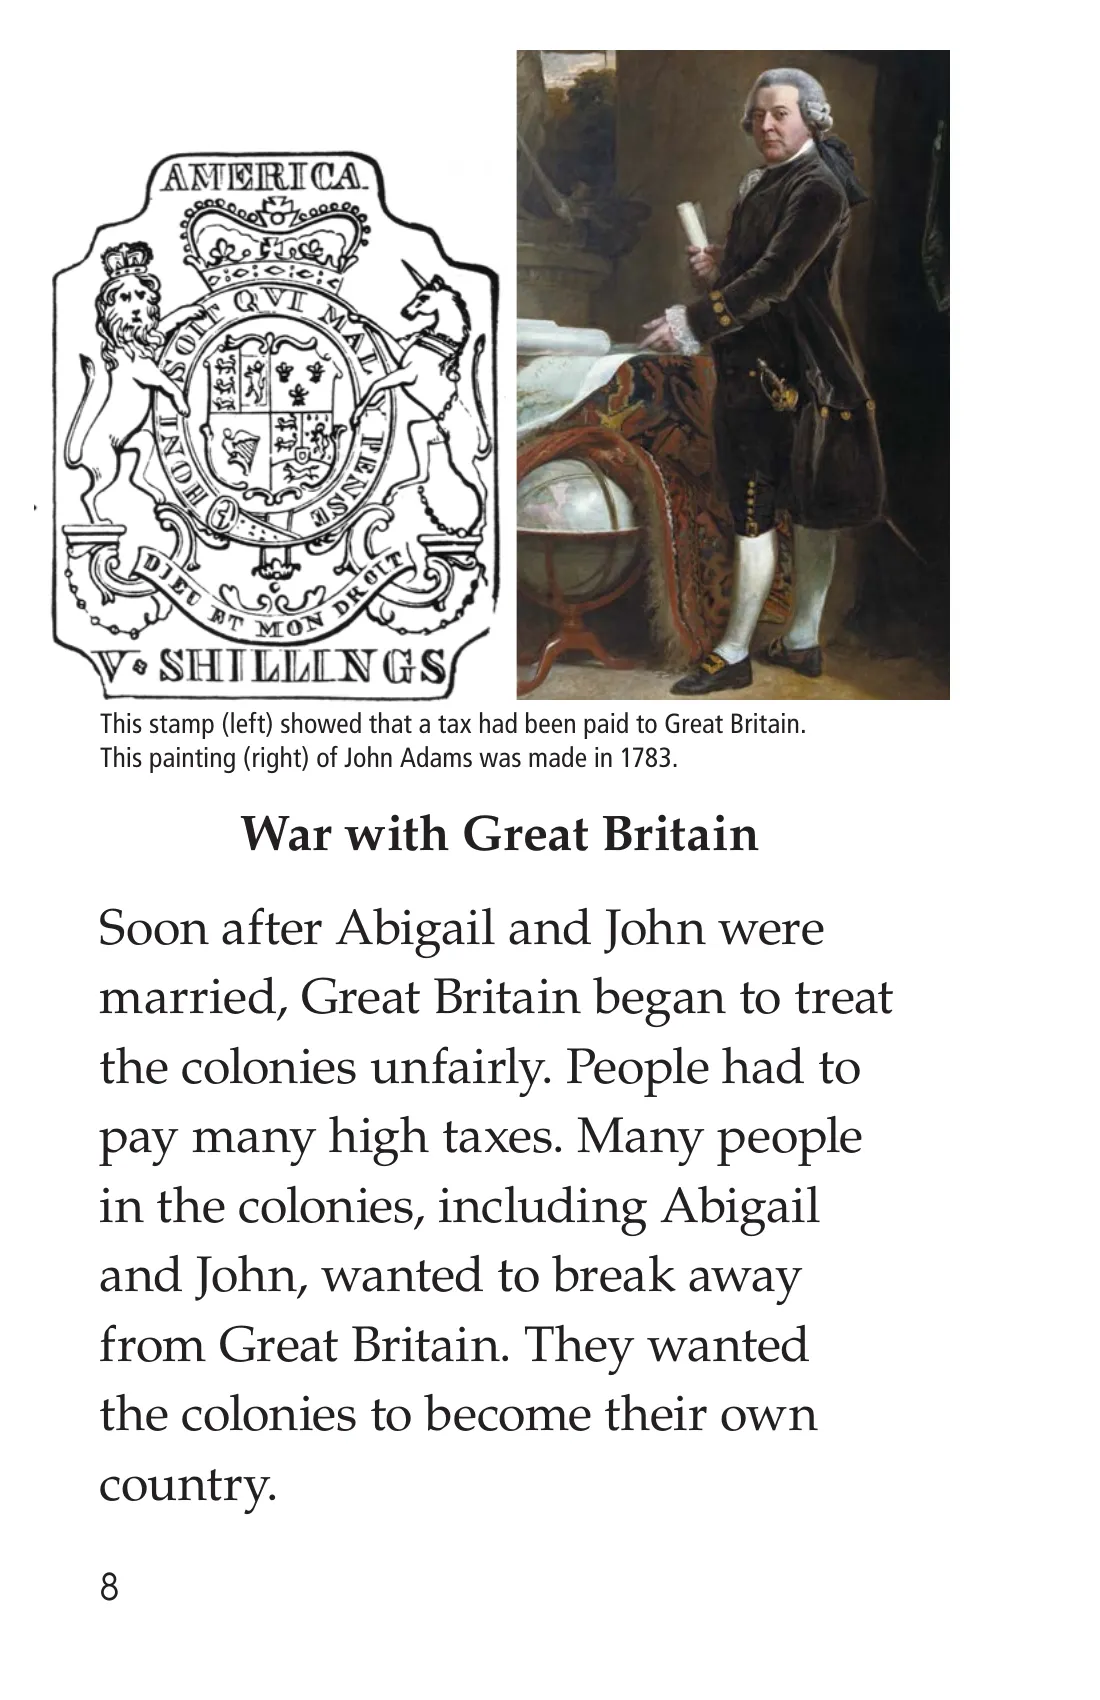 AMERICA
HONI SOIT QVI MAL Y PENSE
DIEU ET MON DROIT
V SHILLINGS
This stamp (left) showed that a tax had been paid to Great Britain.
This painting (right) of John Adams was made in 1783.
War with Great Britain
Soon after Abigail and John were
married, Great Britain began to treat
the colonies unfairly. People had to
pay many high taxes. Many people
in the colonies, including Abigail
and John, wanted to break away
from Great Britain. They wanted
the colonies to become their own
country.
8